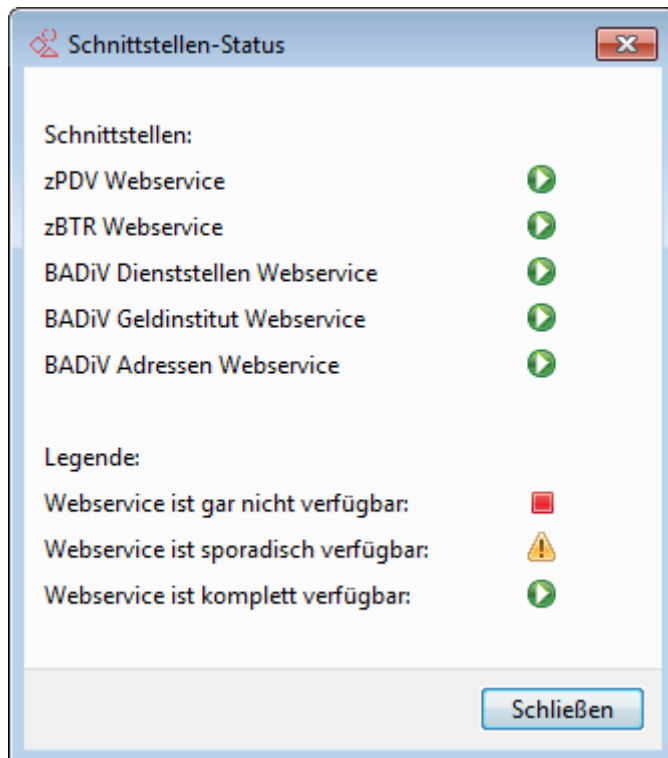 Schnittstellen-Status
Schnittstellen:
zPDV Webservice
zBTR Webservice
BADiV Dienststellen Webservice
BADiV Geldinstitut Webservice
BADiV Adressen Webservice
Legende:
Webservice ist gar nicht verfügbar:
Webservice ist sporadisch verfügbar:
Webservice ist komplett verfügbar:
Schließen